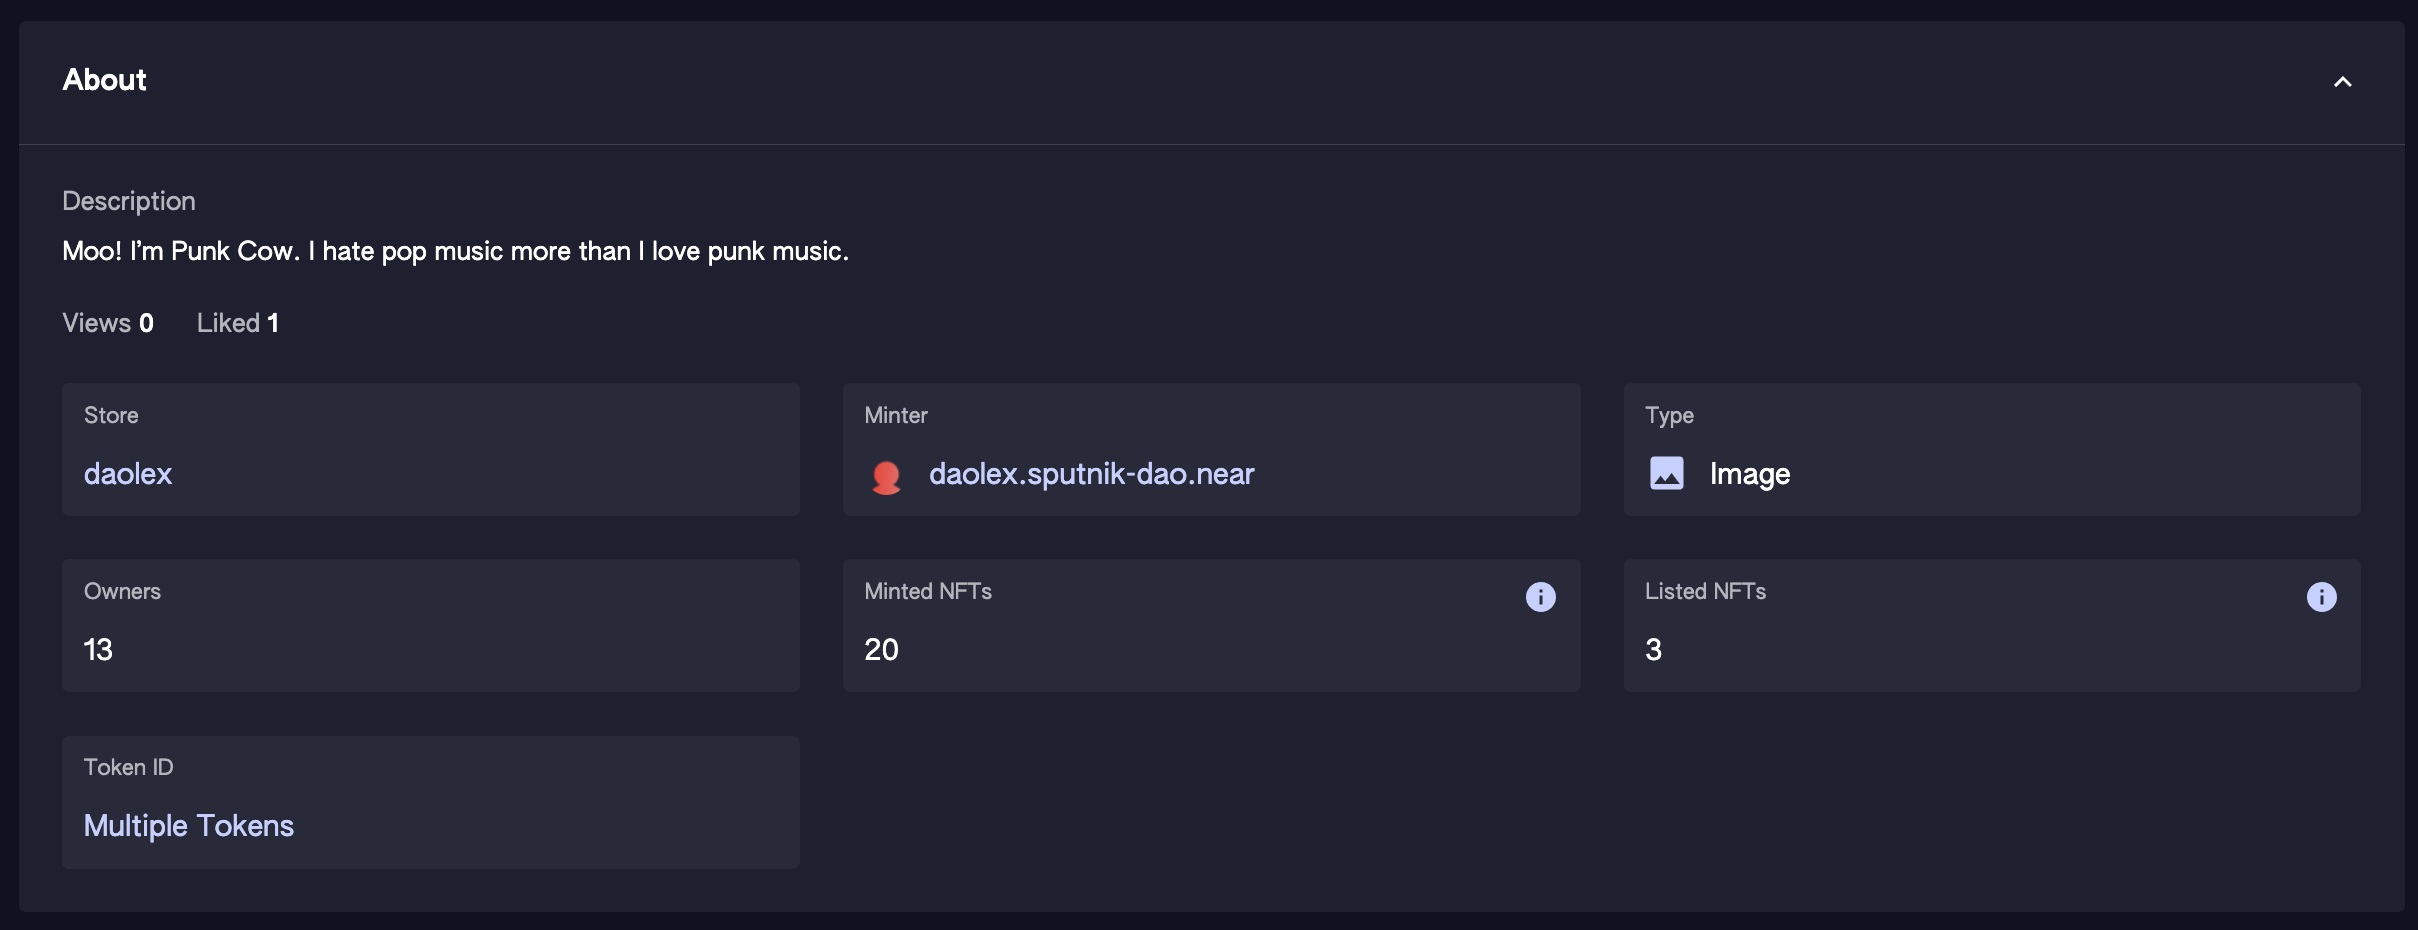 About
Description
Moo! I’m Punk Cow. I hate pop music more than I love punk music.
Views 0 Liked 1
Store
daolex
Minter
daolex.sputnik-dao.near
Type
Image
Owners
13
Minted NFTs
20
Listed NFTs
3
Token ID
Multiple Tokens